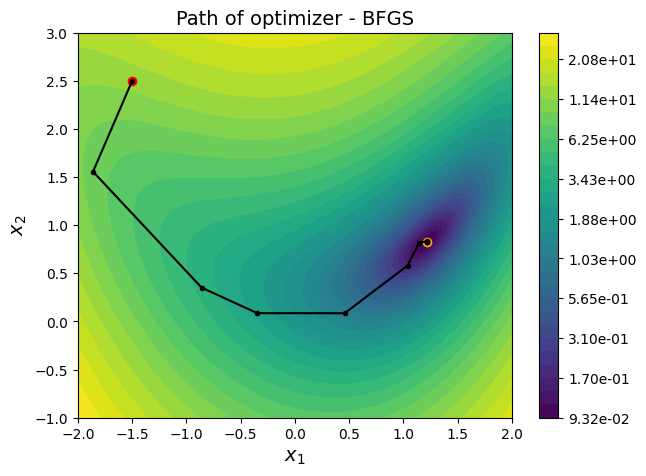 Path of optimizer - BFGS
3.0
2.5
2.0
1.5
1.0
0.5
0.0
−0.5
−1.0
x₂
−2.0 −1.5 −1.0 −0.5 0.0 0.5 1.0 1.5 2.0
x₁
2.08e+01
1.14e+01
6.25e+00
3.43e+00
1.88e+00
1.03e+00
5.65e-01
3.10e-01
1.70e-01
9.32e-02